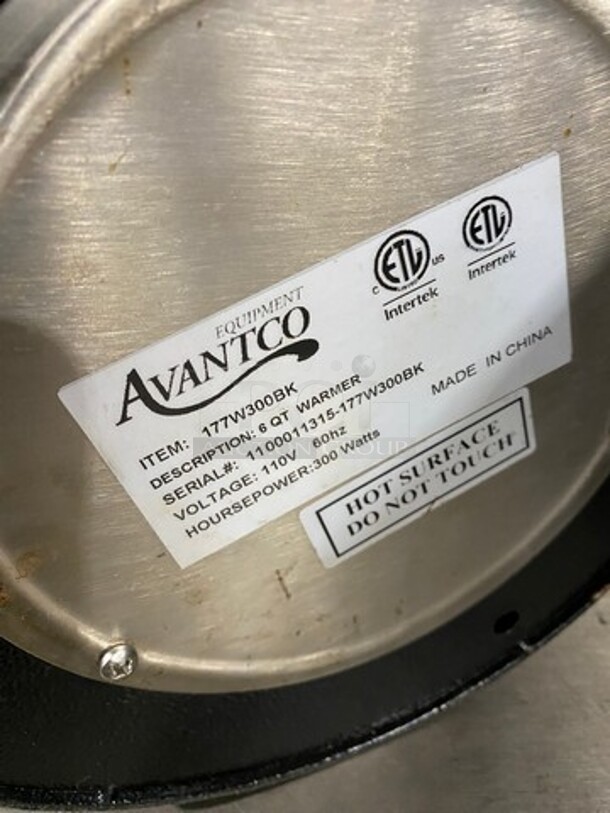 EQUIPMENT
AVANTCO
C ETL US
Intertek
ETL
Intertek
ITEM: 177W300BK
DESCRIPTION: 6 QT WARMER
SERIAL#: 1100011315-177W300BK
VOLTAGE: 110V 60hz
HOURSEPOWER:300 Watts
MADE IN CHINA
HOT SURFACE
DO NOT TOUCH